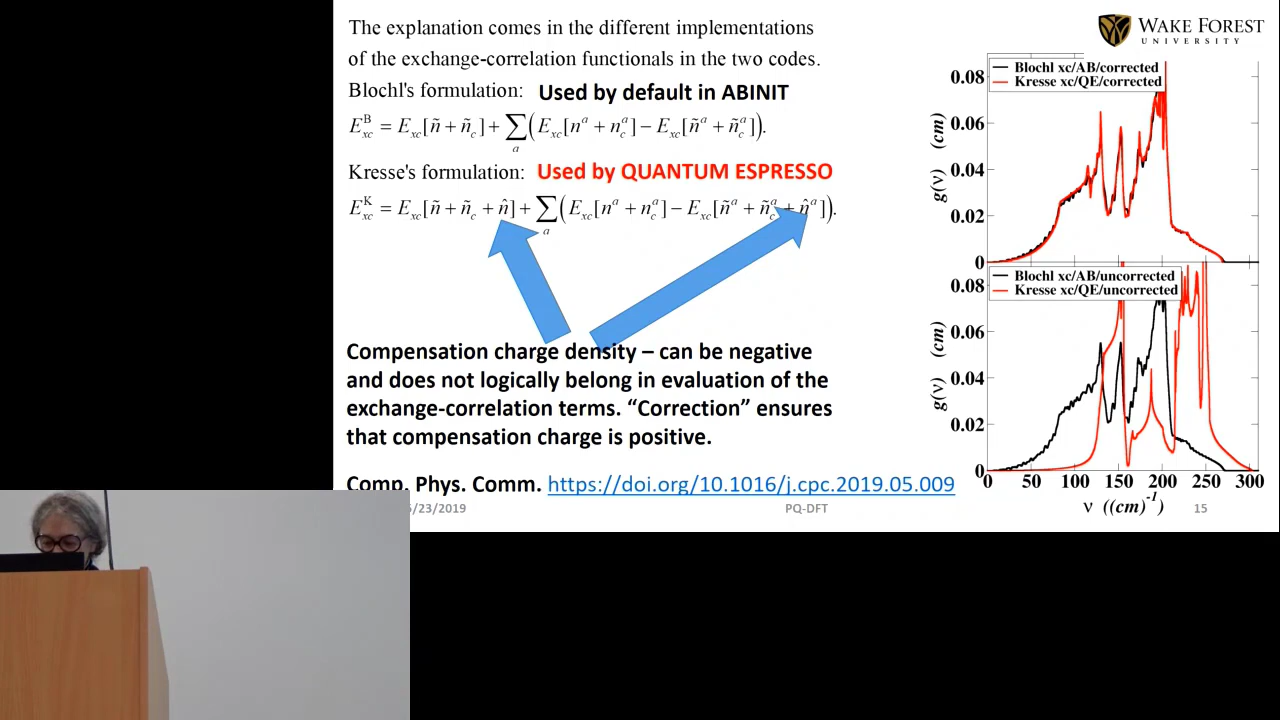 The explanation comes in the different implementations
of the exchange-correlation functionals in the two codes.
Blochl's formulation: Used by default in ABINIT
E_xc^B = E_xc[ñ + ñ_c] + ∑_a (E_xc[n^a + n_c^a] − E_xc[ñ^a + ñ_c^a]).
Kresse's formulation: Used by QUANTUM ESPRESSO
E_xc^K = E_xc[ñ + ñ_c + n̂] + ∑_a (E_xc[n^a + n_c^a] − E_xc[ñ^a + ñ_c^a + n̂^a]).
Compensation charge density – can be negative
and does not logically belong in evaluation of the
exchange-correlation terms. “Correction” ensures
that compensation charge is positive.
Comp. Phys. Comm. https://doi.org/10.1016/j.cpc.2019.05.009
/23/2019
PQ-DFT
15
WAKE FOREST
UNIVERSITY
Blochl xc/AB/corrected
Kresse xc/QE/corrected
0.08
0.06
0.04
0.02
0
g(ν) (cm)
Blochl xc/AB/uncorrected
Kresse xc/QE/uncorrected
0.08
0.06
0.04
0.02
0
g(ν) (cm)
0 50 100 150 200 250 300
ν ((cm)^-1)